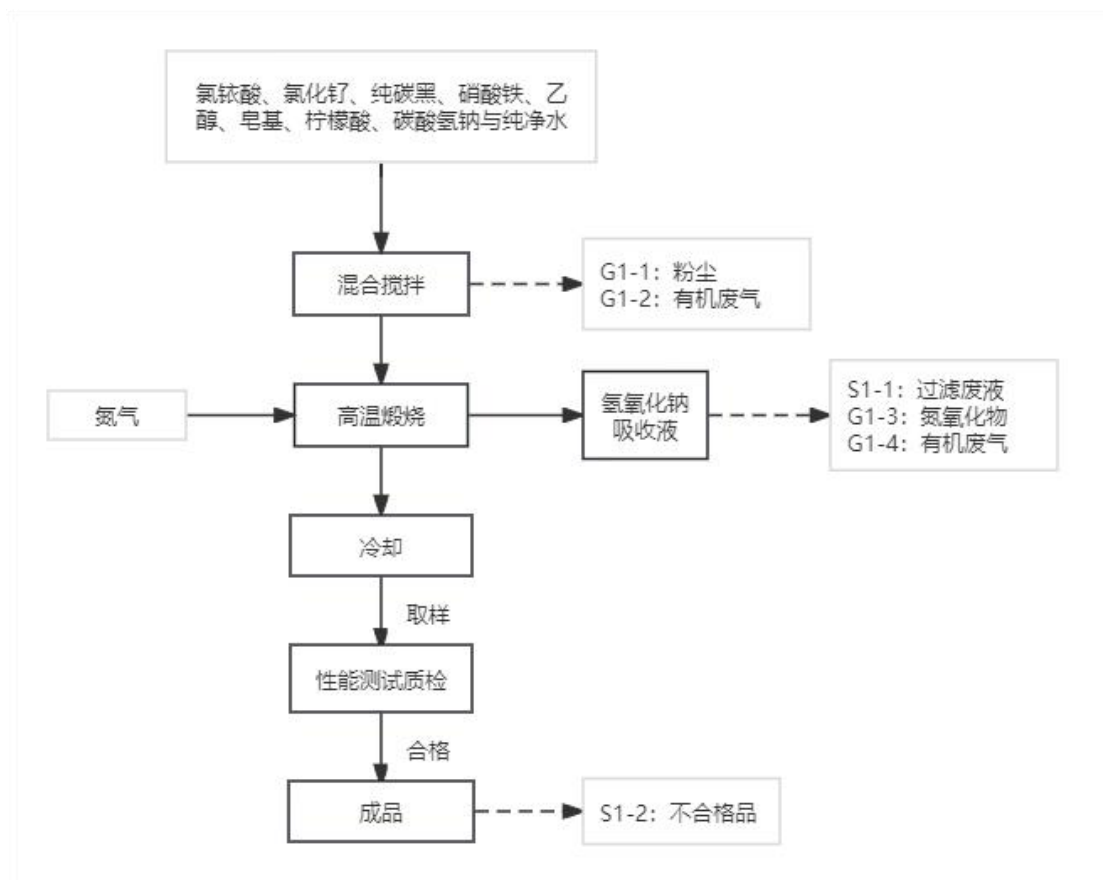 氯铱酸、氯化钌、纯碳黑、硝酸铁、乙
醇、皂基、柠檬酸、碳酸氢钠与纯净水
混合搅拌
G1-1：粉尘
G1-2：有机废气
氮气
高温煅烧
氢氧化钠
吸收液
S1-1：过滤废液
G1-3：氮氧化物
G1-4：有机废气
冷却
取样
性能测试质检
合格
成品
S1-2：不合格品